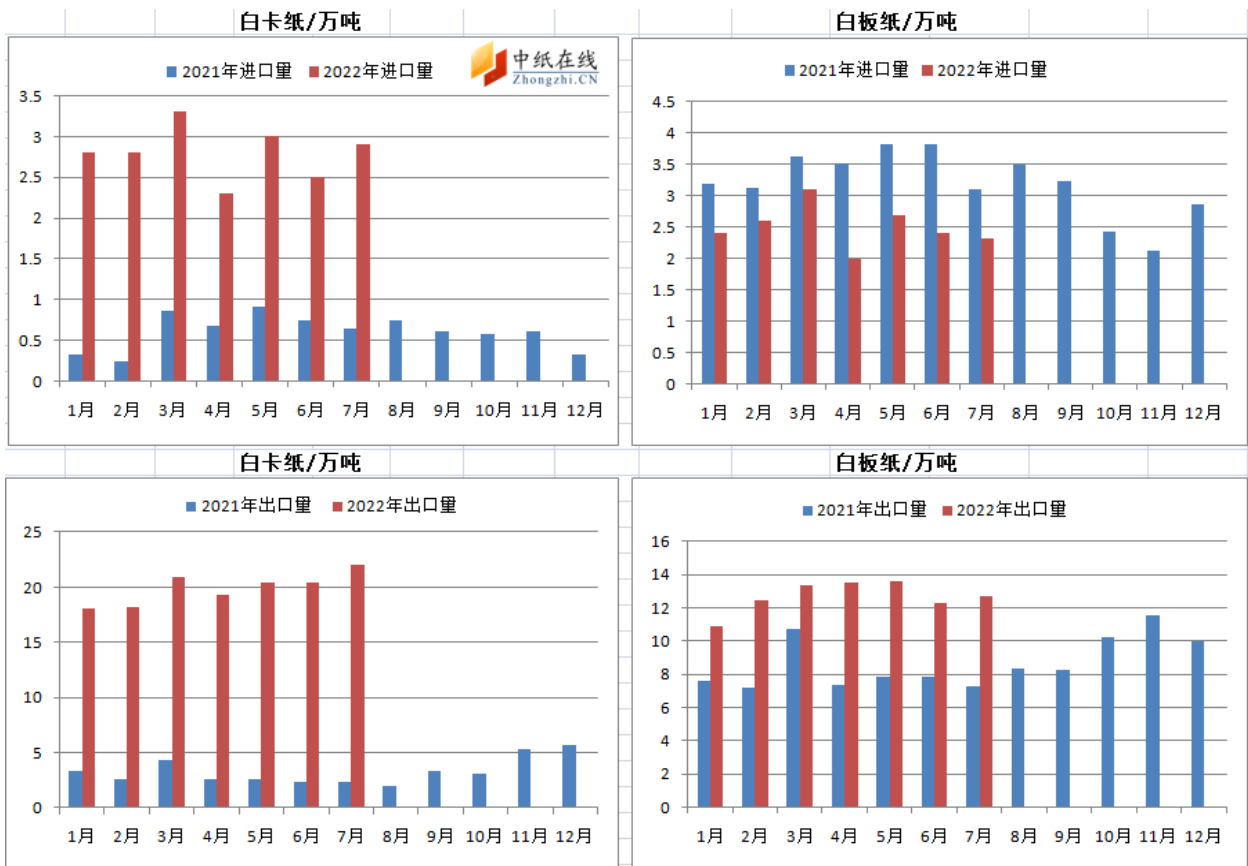 白卡纸/万吨
中纸在线
Zhongzhi.CN
2021年进口量 2022年进口量
3.5
3
2.5
2
1.5
1
0.5
0
1月 2月 3月 4月 5月 6月 7月 8月 9月 10月 11月 12月
白板纸/万吨
2021年进口量 2022年进口量
4.5
4
3.5
3
2.5
2
1.5
1
0.5
0
1月 2月 3月 4月 5月 6月 7月 8月 9月 10月 11月 12月
白卡纸/万吨
2021年出口量 2022年出口量
25
20
15
10
5
0
1月 2月 3月 4月 5月 6月 7月 8月 9月 10月 11月 12月
白板纸/万吨
2021年出口量 2022年出口量
16
14
12
10
8
6
4
2
0
1月 2月 3月 4月 5月 6月 7月 8月 9月 10月 11月 12月